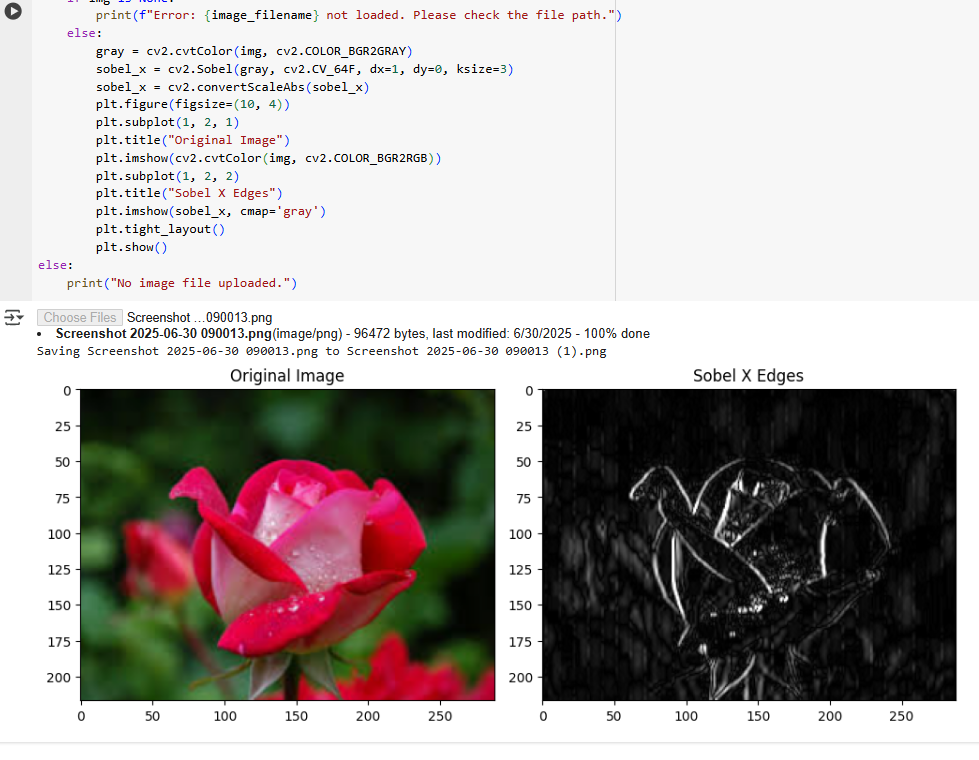 if img is None:
        print(f"Error: {image_filename} not loaded. Please check the file path.")
    else:
        gray = cv2.cvtColor(img, cv2.COLOR_BGR2GRAY)
        sobel_x = cv2.Sobel(gray, cv2.CV_64F, dx=1, dy=0, ksize=3)
        sobel_x = cv2.convertScaleAbs(sobel_x)
        plt.figure(figsize=(10, 4))
        plt.subplot(1, 2, 1)
        plt.title("Original Image")
        plt.imshow(cv2.cvtColor(img, cv2.COLOR_BGR2RGB))
        plt.subplot(1, 2, 2)
        plt.title("Sobel X Edges")
        plt.imshow(sobel_x, cmap='gray')
        plt.tight_layout()
        plt.show()
else:
    print("No image file uploaded.")
Choose Files Screenshot ...090013.png
• Screenshot 2025-06-30 090013.png(image/png) - 96472 bytes, last modified: 6/30/2025 - 100% done
Saving Screenshot 2025-06-30 090013.png to Screenshot 2025-06-30 090013 (1).png
Original Image
0
25
50
75
100
125
150
175
200
0 50 100 150 200 250
Sobel X Edges
0
25
50
75
100
125
150
175
200
0 50 100 150 200 250